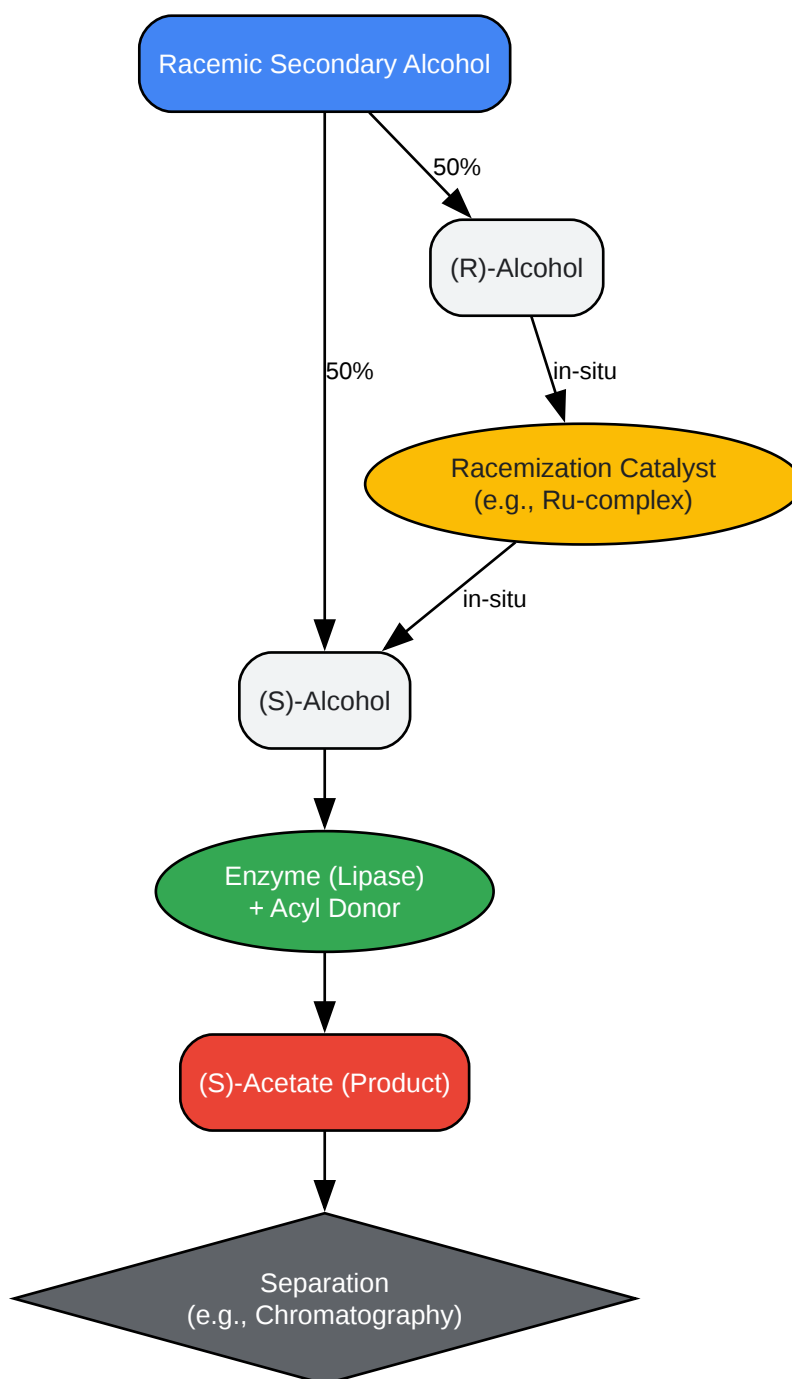 Racemic Secondary Alcohol
50%
(R)-Alcohol
50%
in-situ
Racemization Catalyst
(e.g., Ru-complex)
in-situ
(S)-Alcohol
Enzyme (Lipase)
+ Acyl Donor
(S)-Acetate (Product)
Separation
(e.g., Chromatography)